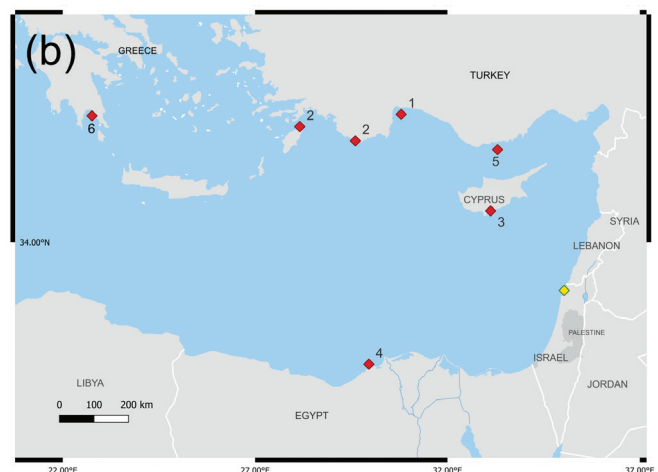 (b)
GREECE
TURKEY
1
2
6
2
5
CYPRUS
3
SYRIA
34.00°N
LEBANON
PALESTINE
4
ISRAEL
LIBYA
JORDAN
0 100 200 km
EGYPT
22.00°E 27.00°E 32.00°E 37.00°E